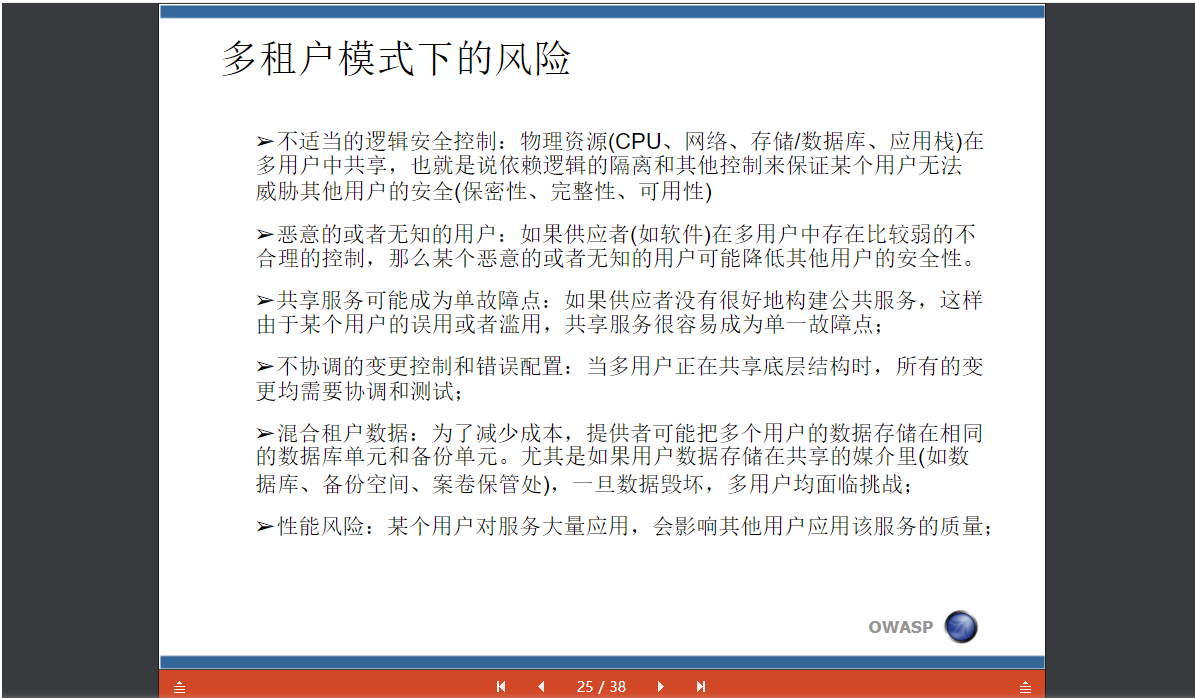 多租户模式下的风险
➢不适当的逻辑安全控制：物理资源(CPU、网络、存储/数据库、应用栈)在
多用户中共享，也就是说依赖逻辑的隔离和其他控制来保证某个用户无法
威胁其他用户的安全(保密性、完整性、可用性)
➢恶意的或者无知的用户：如果供应者(如软件)在多用户中存在比较弱的不
合理的控制，那么某个恶意的或者无知的用户可能降低其他用户的安全性。
➢共享服务可能成为单故障点：如果供应者没有很好地构建公共服务，这样
由于某个用户的误用或者滥用，共享服务很容易成为单一故障点；
➢不协调的变更控制和错误配置：当多用户正在共享底层结构时，所有的变
更均需要协调和测试；
➢混合租户数据：为了减少成本，提供者可能把多个用户的数据存储在相同
的数据库单元和备份单元。尤其是如果用户数据存储在共享的媒介里(如数
据库、备份空间、案卷保管处)，一旦数据毁坏，多用户均面临挑战；
➢性能风险：某个用户对服务大量应用，会影响其他用户应用该服务的质量；
OWASP
25 / 38